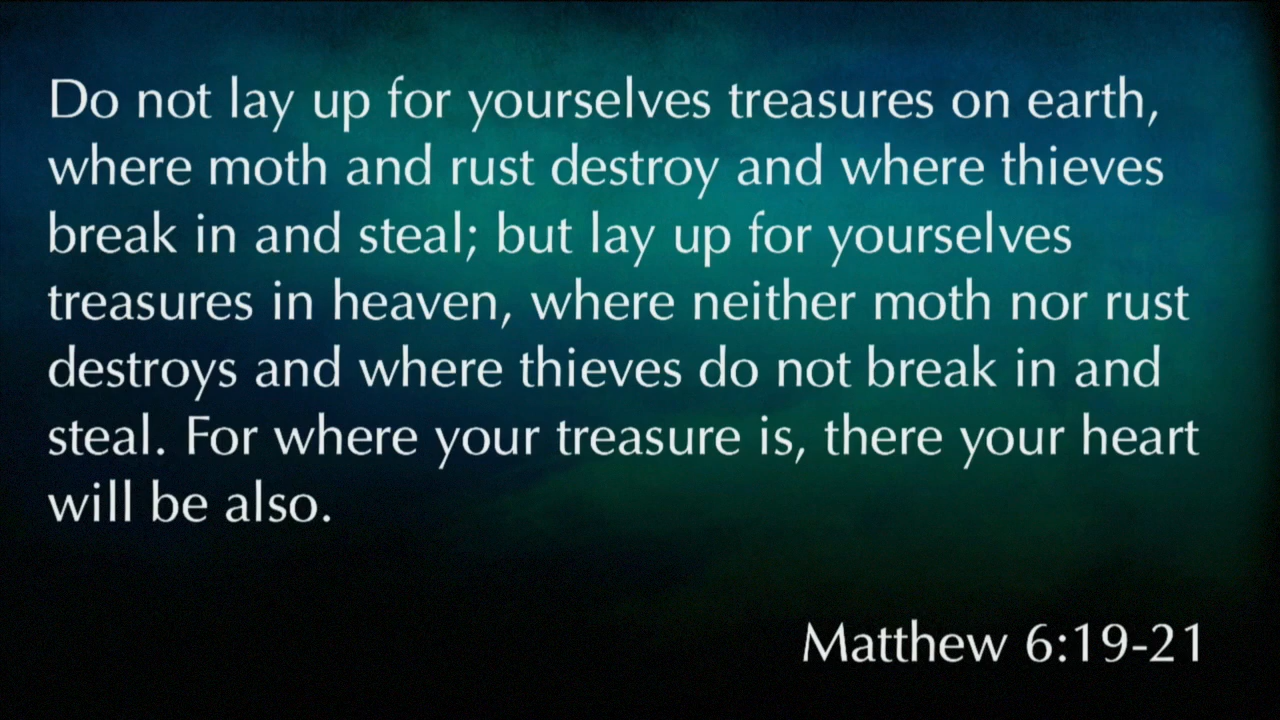 Do not lay up for yourselves treasures on earth,
where moth and rust destroy and where thieves
break in and steal; but lay up for yourselves
treasures in heaven, where neither moth nor rust
destroys and where thieves do not break in and
steal. For where your treasure is, there your heart
will be also.
Matthew 6:19-21